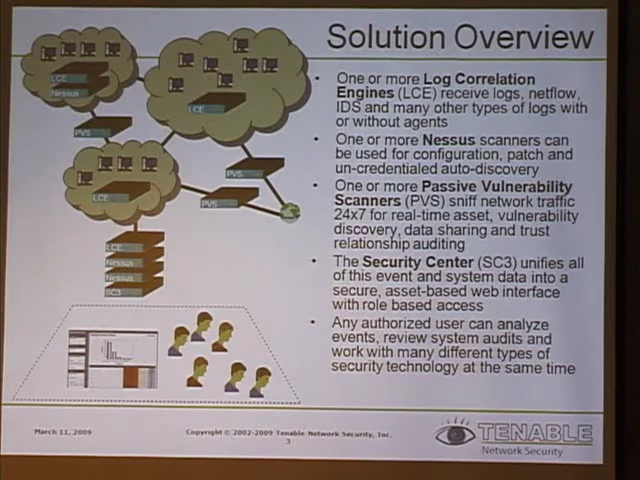 Solution Overview
LCE
Nessus
LCE
PVS
PVS
LCE
PVS
LCE
Nessus
Nessus
SC3
• One or more Log Correlation
Engines (LCE) receive logs, netflow,
IDS and many other types of logs with
or without agents
• One or more Nessus scanners can
be used for configuration, patch and
un-credentialed auto-discovery
• One or more Passive Vulnerability
Scanners (PVS) sniff network traffic
24x7 for real-time asset, vulnerability
discovery, data sharing and trust
relationship auditing
• The Security Center (SC3) unifies all
of this event and system data into a
secure, asset-based web interface
with role based access
• Any authorized user can analyze
events, review system audits and
work with many different types of
security technology at the same time
March 11, 2009
Copyright © 2002-2009 Tenable Network Security, Inc.
3
TENABLE
Network Security